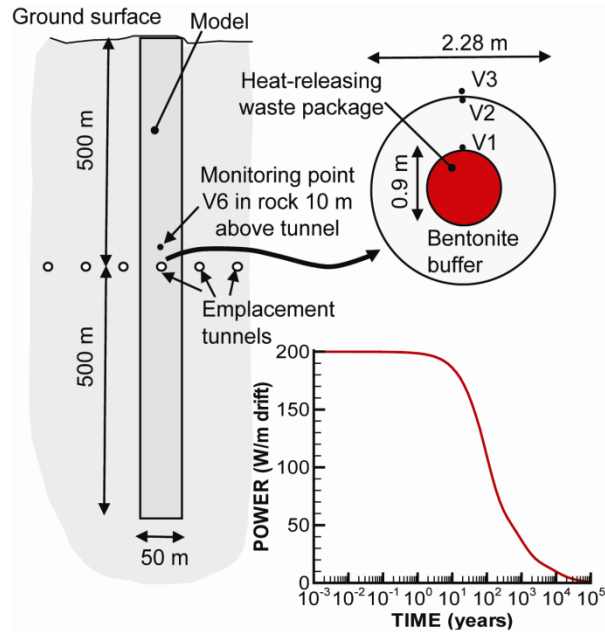 Ground surface
Model
500 m
500 m
50 m
Monitoring point
V6 in rock 10 m
above tunnel
Emplacement
tunnels
2.28 m
Heat-releasing
waste package
V3
V2
V1
0.9 m
Bentonite
buffer
POWER (W/m drift)
200
150
100
50
0
10-3 10-2 10-1 100 101 102 103 104 105
TIME (years)